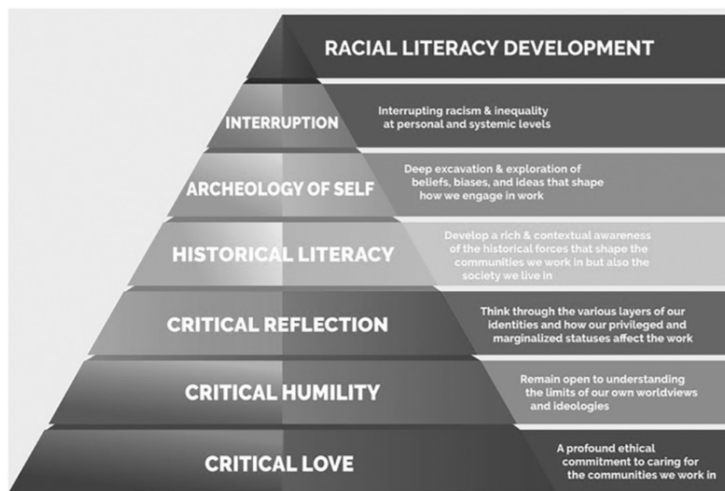 RACIAL LITERACY DEVELOPMENT
INTERRUPTION
Interrupting racism & inequality
at personal and systemic levels
ARCHEOLOGY OF SELF
Deep excavation & exploration of
beliefs, biases, and ideas that shape
how we engage in work
HISTORICAL LITERACY
Develop a rich & contextual awareness
of the historical forces that shape the
communities we work in but also the
society we live in
CRITICAL REFLECTION
Think through the various layers of our
identities and how our privileged and
marginalized statuses affect the work
CRITICAL HUMILITY
Remain open to understanding
the limits of our own worldviews
and ideologies
CRITICAL LOVE
A profound ethical
commitment to caring for
the communities we work in